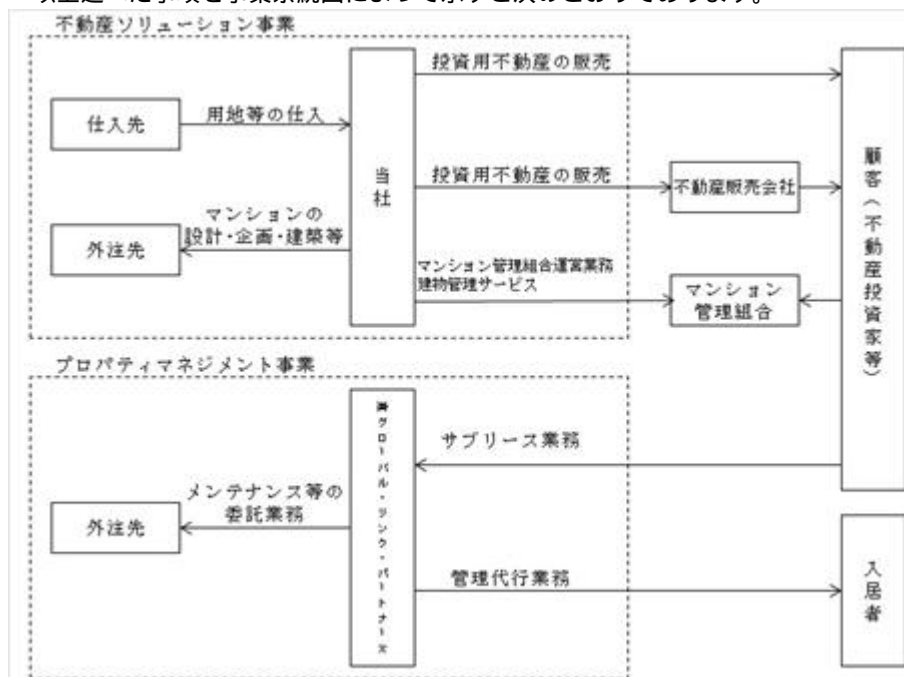 不動産ソリューション事業
投資用不動産の販売
仕入先
用地等の仕入
当社
投資用不動産の販売
不動産販売会社
顧客(不動産投資家等)
外注先
マンションの
設計・企画・建築等
マンション管理組合運営業務
建物管理サービス
マンション
管理組合
プロパティマネジメント事業
グローバル・リンク・パートナーズ
サブリース業務
外注先
メンテナンス等の
委託業務
管理代行業務
入居者